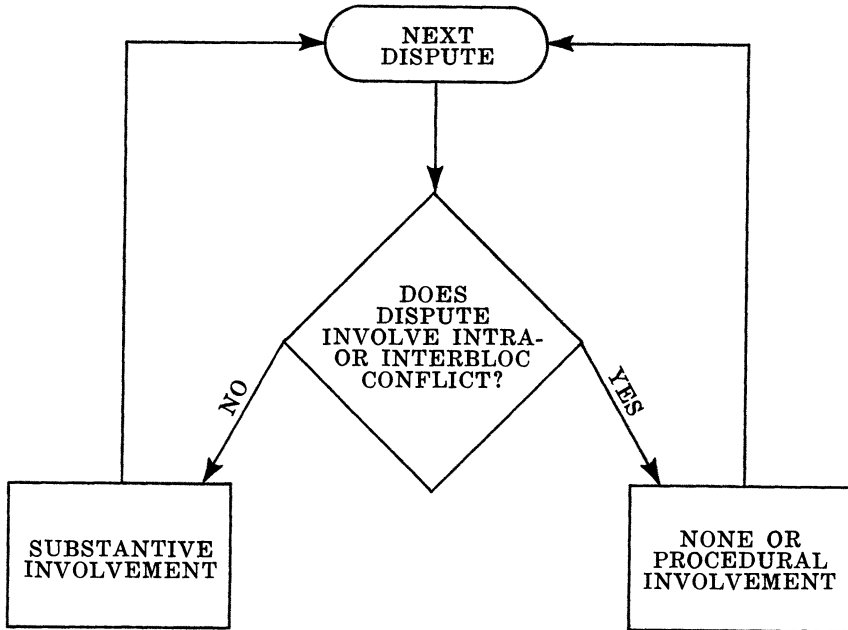 NEXT
DISPUTE
DOES
DISPUTE
INVOLVE INTRA-
OR INTERBLOC
CONFLICT?
NO
YES
SUBSTANTIVE
INVOLVEMENT
NONE OR
PROCEDURAL
INVOLVEMENT